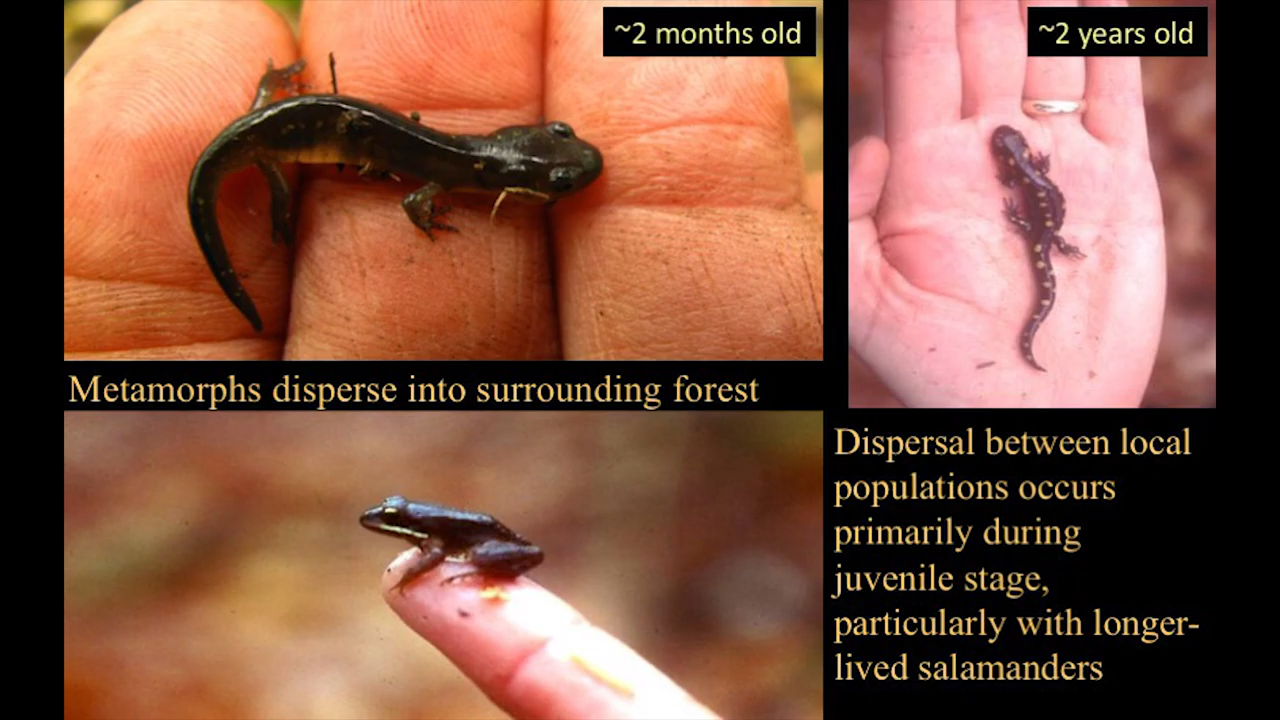 ~2 months old
~2 years old
Metamorphs disperse into surrounding forest
Dispersal between local
populations occurs
primarily during
juvenile stage,
particularly with longer-
lived salamanders